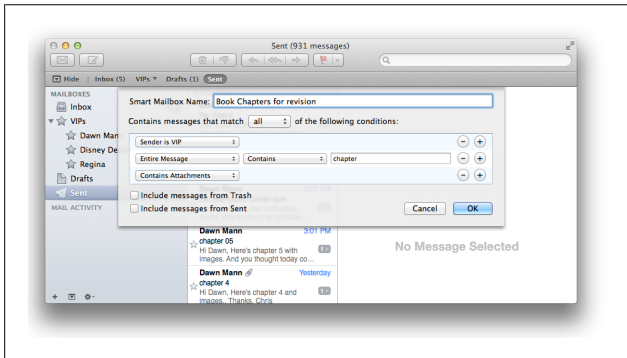 Sent (931 messages)
Hide Inbox (5) VIPs Drafts (1) Sent
MAILBOXES
Inbox
VIPs
Dawn Man
Disney De
Regina
Drafts
Sent
MAIL ACTIVITY
Smart Mailbox Name: Book Chapters for revision
Contains messages that match all of the following conditions:
Sender is VIP
Entire Message Contains chapter
Contains Attachments
Include messages from Trash
Include messages from Sent
Cancel OK
Dawn Mann 3:01 PM
chapter 05
Hi Dawn, Here's chapter 5 with
images. And you thought today co...
Dawn Mann Yesterday
chapter 4
Hi Dawn, Here's chapter 4 and
images.. Thanks, Chris
No Message Selected